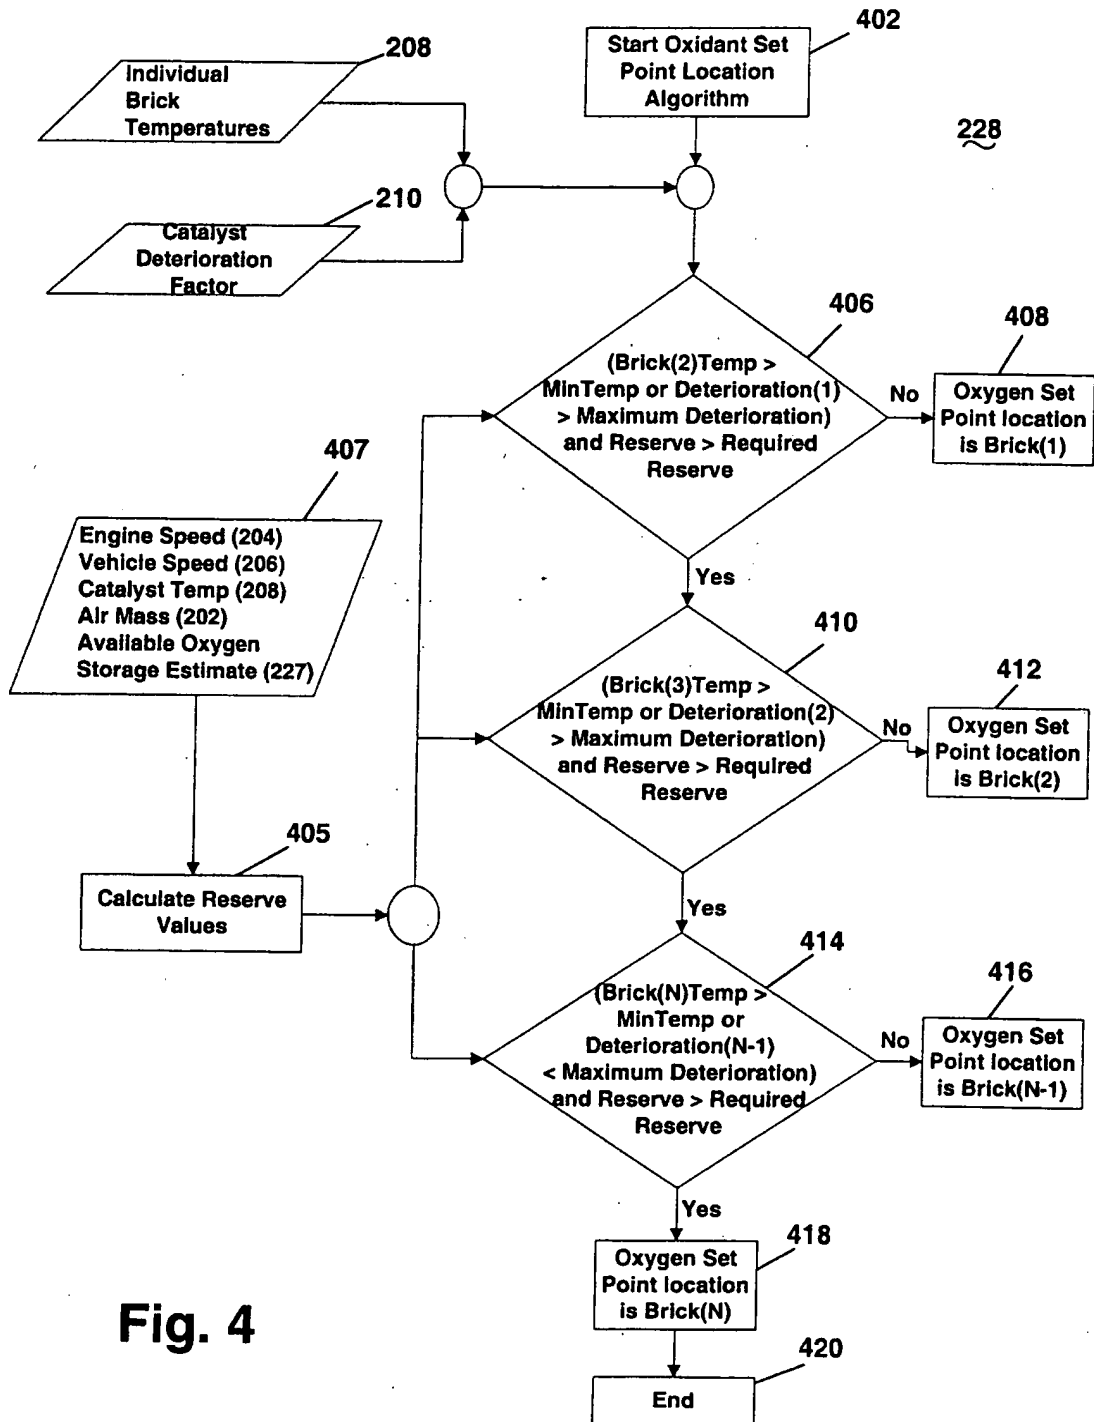 402
Start Oxidant Set
Point Location
Algorithm
208
Individual
Brick
Temperatures
228
210
Catalyst
Deterioration
Factor
406
(Brick(2)Temp >
MinTemp or Deterioration(1)
> Maximum Deterioration)
and Reserve > Required
Reserve
No
408
Oxygen Set
Point location
is Brick(1)
407
Engine Speed (204)
Vehicle Speed (206)
Catalyst Temp (208)
Air Mass (202)
Available Oxygen
Storage Estimate (227)
Yes
410
(Brick(3)Temp >
MinTemp or Deterioration(2)
> Maximum Deterioration)
and Reserve > Required
Reserve
No
412
Oxygen Set
Point location
is Brick(2)
405
Calculate Reserve
Values
Yes
414
(Brick(N)Temp >
MinTemp or
Deterioration(N-1)
< Maximum Deterioration)
and Reserve > Required
Reserve
No
416
Oxygen Set
Point location
is Brick(N-1)
Yes
418
Oxygen Set
Point location
is Brick(N)
420
End
Fig. 4